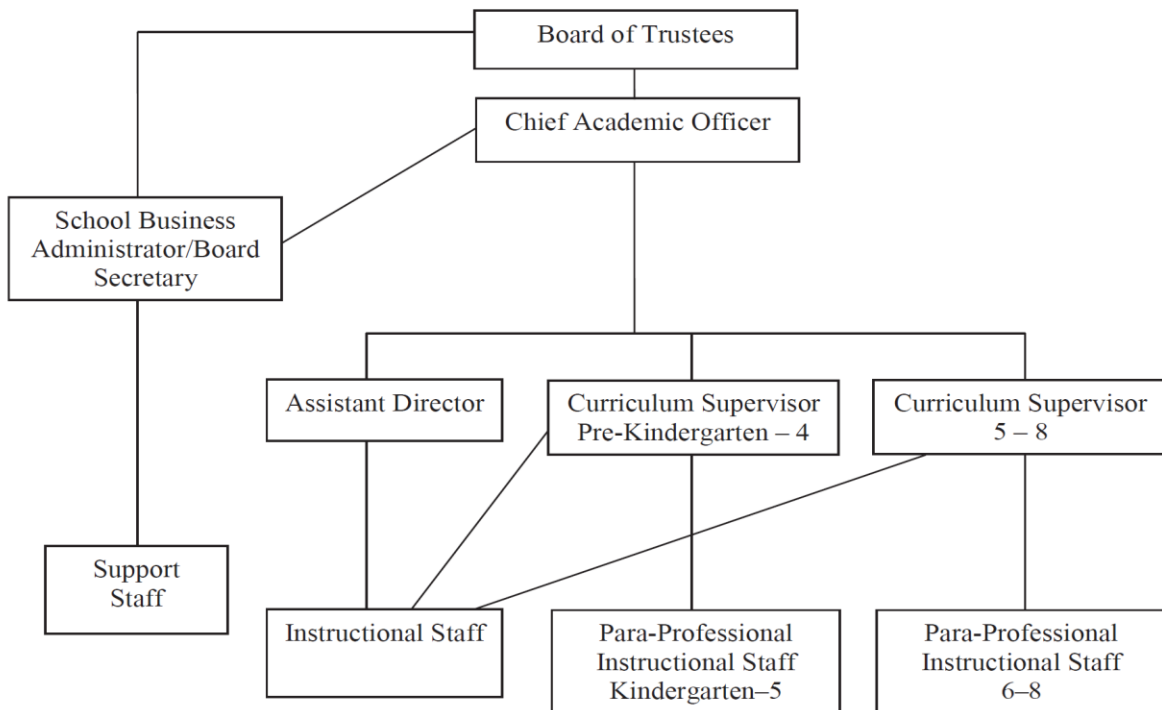 Board of Trustees
Chief Academic Officer
School Business
Administrator/Board
Secretary
Assistant Director
Curriculum Supervisor
Pre-Kindergarten – 4
Curriculum Supervisor
5 – 8
Support
Staff
Instructional Staff
Para-Professional
Instructional Staff
Kindergarten–5
Para-Professional
Instructional Staff
6–8